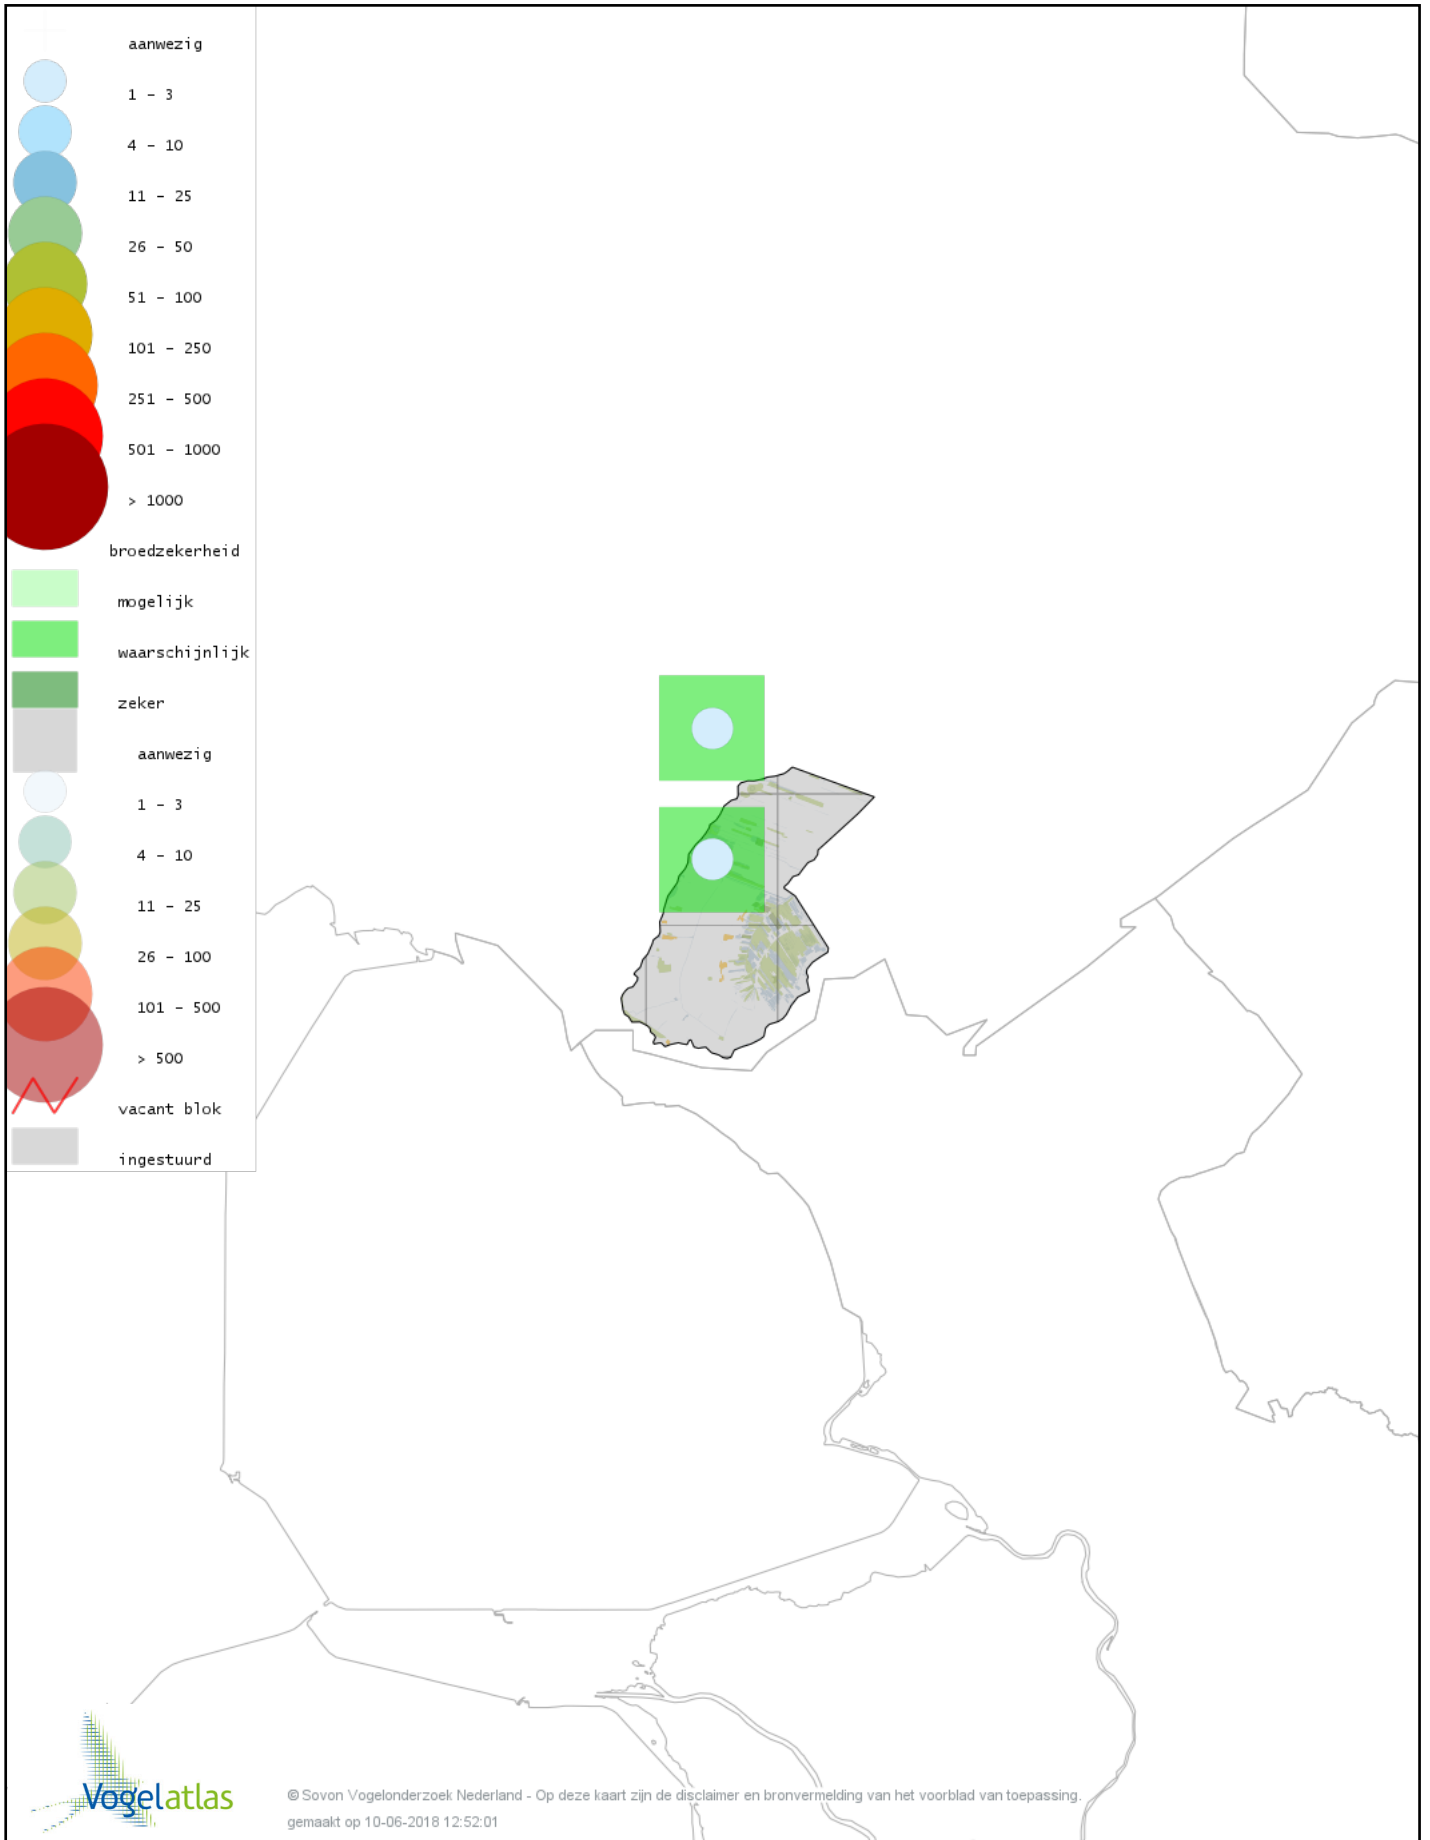 aanwezig
1 - 3
4 - 10
11 - 25
26 - 50
51 - 100
101 - 250
251 - 500
501 - 1000
> 1000
broedzekerheid
mogelijk
waarschijnlijk
zeker
aanwezig
1 - 3
4 - 10
11 - 25
26 - 100
101 - 500
> 500
vacant blok
ingestuurd
Vogelatlas
© Sovon Vogelonderzoek Nederland - Op deze kaart zijn de disclaimer en bronvermelding van het voorblad van toepassing.
gemaakt op 10-06-2018 12:52:01